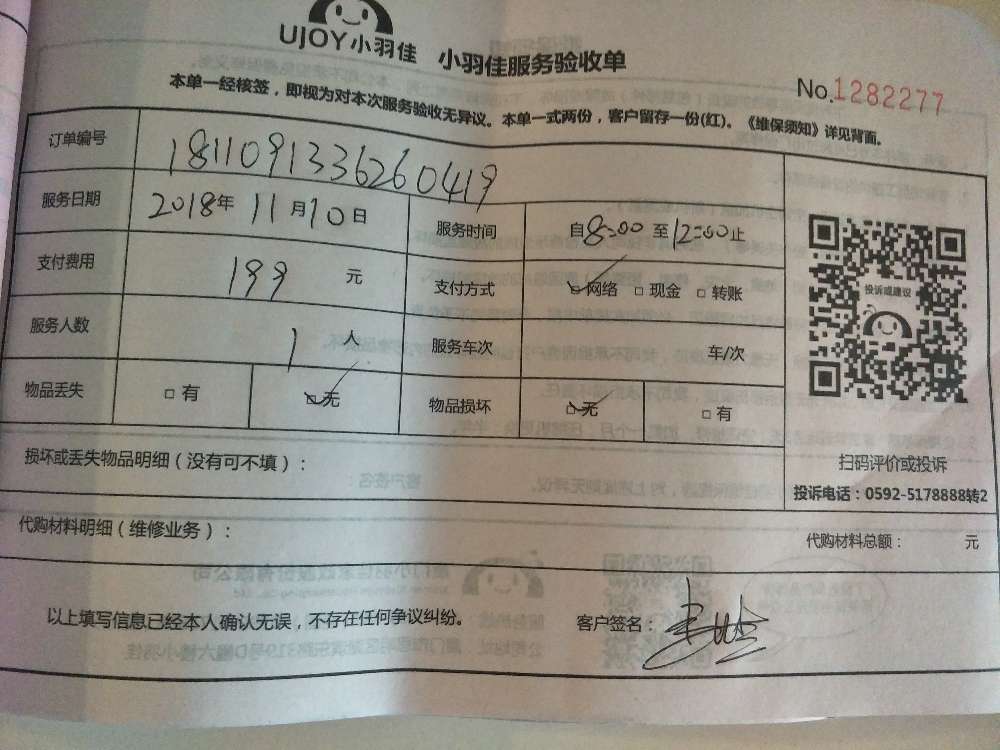 UJOY小羽佳 小羽佳服务验收单
No.1282277
本单一经核签，即视为对本次服务验收无异议。本单一式两份，客户留存一份(红)。《维保须知》详见背面。
订单编号 1811091336260419
服务日期 2018年11月10日 服务时间 自8:00至12:00止
支付费用 199 元 支付方式 ☑网络 □现金 □转账
投诉或建议
服务人数 1 人 服务车次 车/次
物品丢失 □有 ☑无 物品损坏 ☑无 □有
损坏或丢失物品明细（没有可不填）：
扫码评价或投诉
投诉电话：0592-5178888转2
代购材料明细（维修业务）： 代购材料总额： 元
以上填写信息已经本人确认无误，不存在任何争议纠纷。 客户签名：